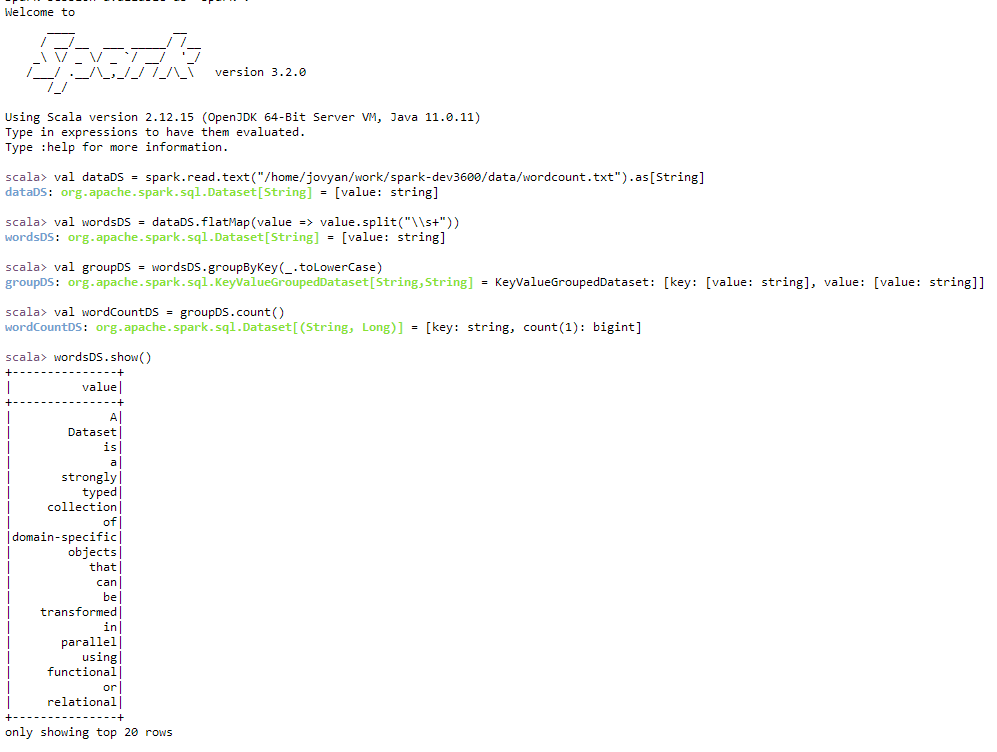 Spark session available as 'spark'.
Welcome to
      ____              __
     / __/__  ___ _____/ /__
    _\ \/ _ \/ _ `/ __/  '_/
   /___/ .__/\_,_/_/ /_/\_\   version 3.2.0
      /_/
Using Scala version 2.12.15 (OpenJDK 64-Bit Server VM, Java 11.0.11)
Type in expressions to have them evaluated.
Type :help for more information.
scala> val dataDS = spark.read.text("/home/jovyan/work/spark-dev3600/data/wordcount.txt").as[String]
dataDS: org.apache.spark.sql.Dataset[String] = [value: string]
scala> val wordsDS = dataDS.flatMap(value => value.split("\\s+"))
wordsDS: org.apache.spark.sql.Dataset[String] = [value: string]
scala> val groupDS = wordsDS.groupByKey(_.toLowerCase)
groupDS: org.apache.spark.sql.KeyValueGroupedDataset[String,String] = KeyValueGroupedDataset: [key: [value: string], value: [value: string]]
scala> val wordCountDS = groupDS.count()
wordCountDS: org.apache.spark.sql.Dataset[(String, Long)] = [key: string, count(1): bigint]
scala> wordsDS.show()
+---------------+
|          value|
+---------------+
|              A|
|        Dataset|
|             is|
|              a|
|       strongly|
|          typed|
|     collection|
|             of|
|domain-specific|
|        objects|
|           that|
|            can|
|             be|
|    transformed|
|             in|
|       parallel|
|          using|
|     functional|
|             or|
|     relational|
+---------------+
only showing top 20 rows